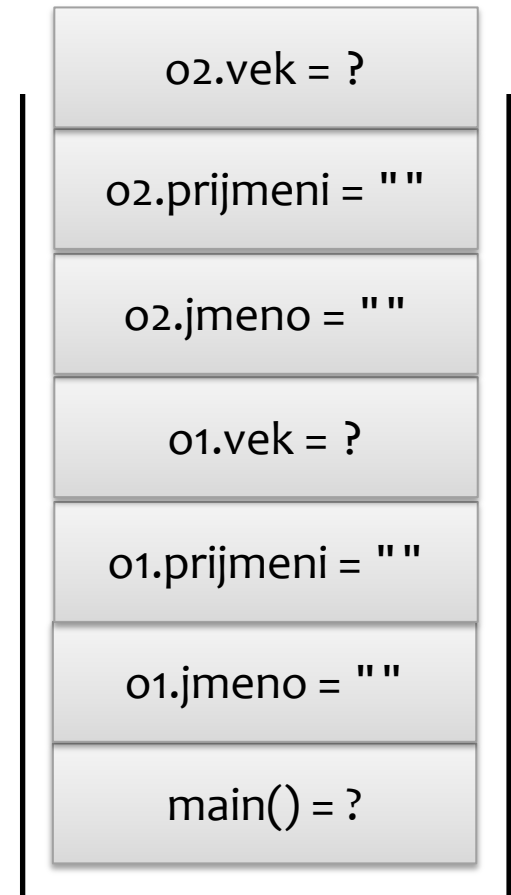 o2.vek = ?
o2.prijmeni = ""
o2.jmeno = ""
o1.vek = ?
o1.prijmeni = ""
o1.jmeno = ""
main() = ?